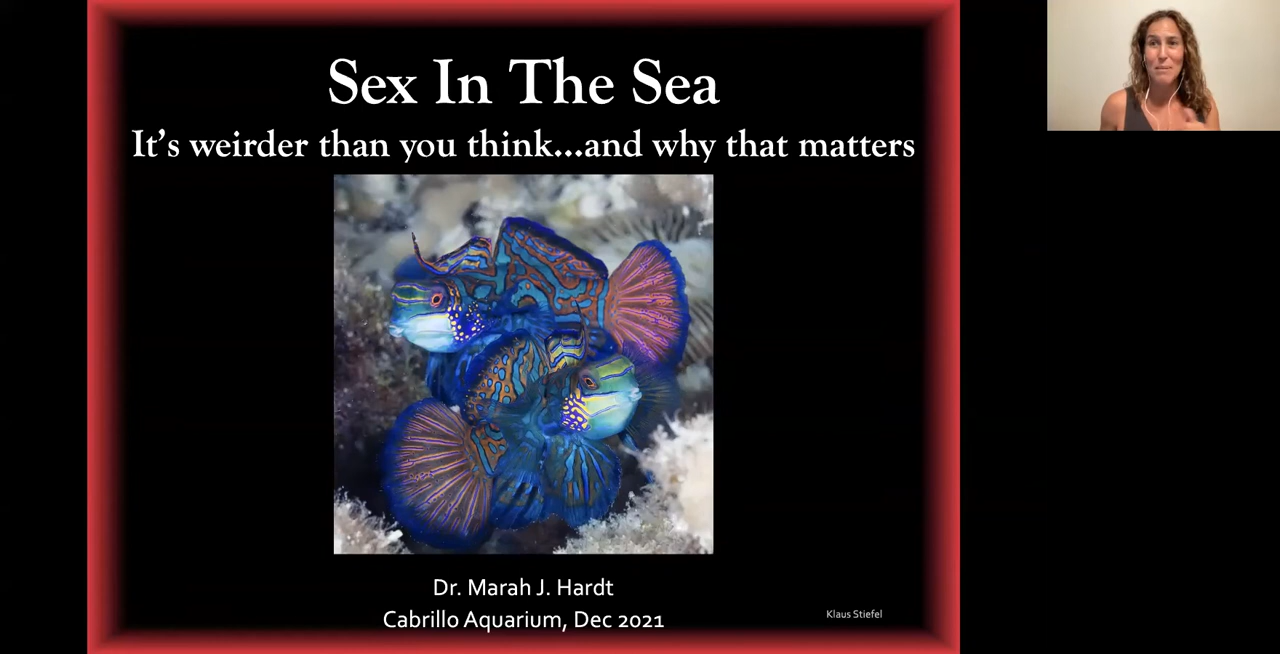 Sex In The Sea
It's weirder than you think...and why that matters
Dr. Marah J. Hardt
Cabrillo Aquarium, Dec 2021
Klaus Stiefel